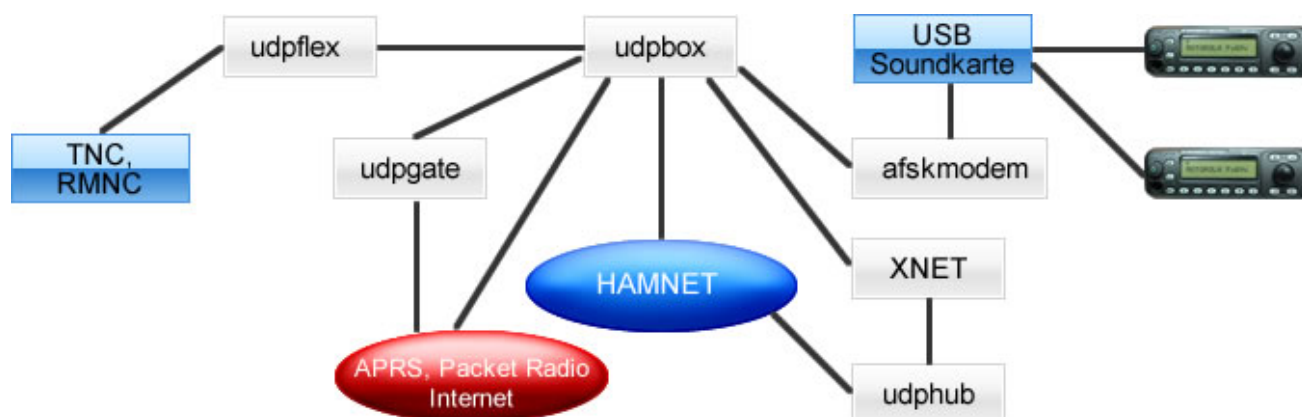 udpflex
udpbox
USB
Soundkarte
TNC,
RMNC
udpgate
afskmodem
HAMNET
XNET
APRS, Packet Radio
Internet
udphub